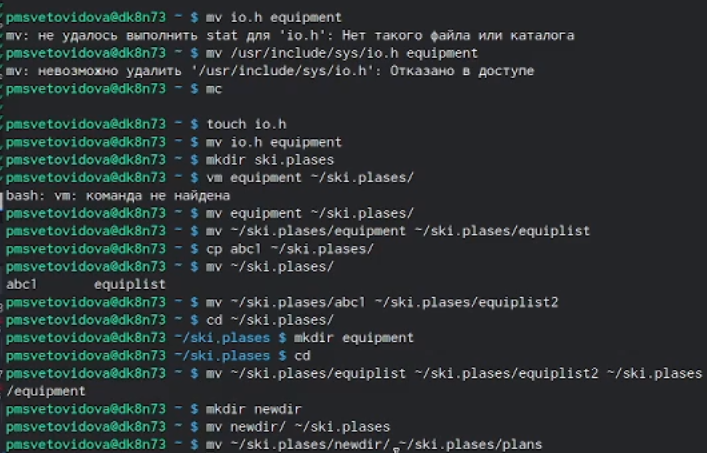 pmsvetovidova@dk8n73 ~ $ mv io.h equipment
mv: не удалось выполнить stat для 'io.h': Нет такого файла или каталога
pmsvetovidova@dk8n73 ~ $ mv /usr/include/sys/io.h equipment
mv: невозможно удалить '/usr/include/sys/io.h': Отказано в доступе
pmsvetovidova@dk8n73 ~ $ mc
pmsvetovidova@dk8n73 ~ $ touch io.h
pmsvetovidova@dk8n73 ~ $ mv io.h equipment
pmsvetovidova@dk8n73 ~ $ mkdir ski.plases
pmsvetovidova@dk8n73 ~ $ vm equipment ~/ski.plases/
bash: vm: команда не найдена
pmsvetovidova@dk8n73 ~ $ mv equipment ~/ski.plases/
pmsvetovidova@dk8n73 ~ $ mv ~/ski.plases/equipment ~/ski.plases/equiplist
pmsvetovidova@dk8n73 ~ $ cp abc1 ~/ski.plases/
pmsvetovidova@dk8n73 ~ $ mv ~/ski.plases/
abc1 equiplist
pmsvetovidova@dk8n73 ~ $ mv ~/ski.plases/abc1 ~/ski.plases/equiplist2
pmsvetovidova@dk8n73 ~ $ cd ~/ski.plases/
pmsvetovidova@dk8n73 ~/ski.plases $ mkdir equipment
pmsvetovidova@dk8n73 ~/ski.plases $ cd
pmsvetovidova@dk8n73 ~ $ mv ~/ski.plases/equiplist ~/ski.plases/equiplist2 ~/ski.plases
/equipment
pmsvetovidova@dk8n73 ~ $ mkdir newdir
pmsvetovidova@dk8n73 ~ $ mv newdir/ ~/ski.plases
pmsvetovidova@dk8n73 ~ $ mv ~/ski.plases/newdir/ ~/ski.plases/plans